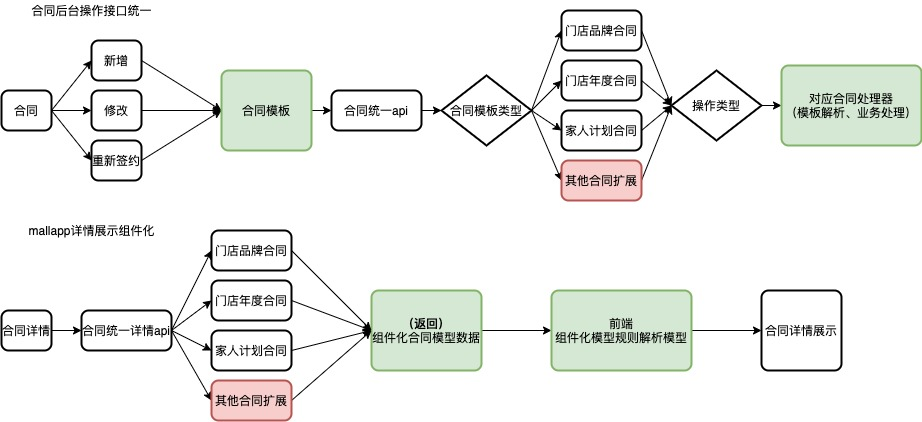 合同后台操作接口统一
合同
新增
修改
重新签约
合同模板
合同统一api
合同模板类型
门店品牌合同
门店年度合同
家人计划合同
其他合同扩展
操作类型
对应合同处理器
(模板解析、业务处理)
mallapp详情展示组件化
合同详情
合同统一详情api
门店品牌合同
门店年度合同
家人计划合同
其他合同扩展
(返回)
组件化合同模型数据
前端
组件化模型规则解析模型
合同详情展示